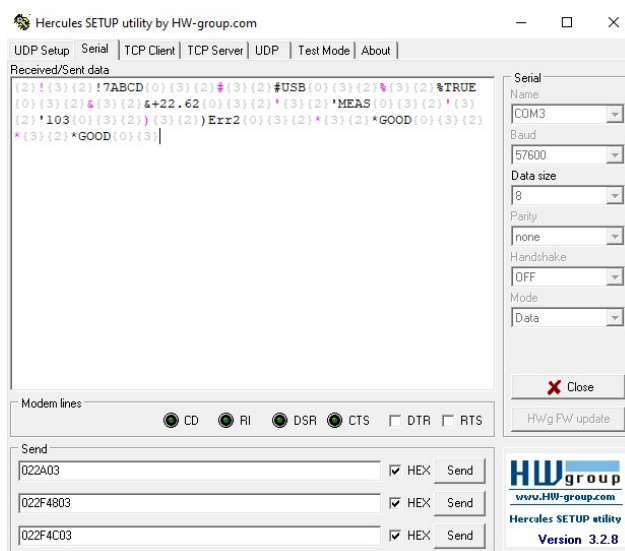 Hercules SETUP utility by HW-group.com
UDP Setup Serial TCP Client TCP Server UDP Test Mode About
Received/Sent data
{2}!{3}{2}!7ABCD{0}{3}{2}#{3}{2}#USB{0}{3}{2}%{3}{2}%TRUE
{0}{3}{2}&{3}{2}&+22.62{0}{3}{2}'{3}{2}'MEAS{0}{3}{2}'{3}
{2}'103{0}{3}{2}){3}{2})Err2{0}{3}{2}*{3}{2}*GOOD{0}{3}{2}
*{3}{2}*GOOD{0}{3}
Serial
Name
COM3
Baud
57600
Data size
8
Parity
none
Handshake
OFF
Mode
Data
Close
HWg FW update
Modem lines
CD RI DSR CTS DTR RTS
Send
022A03 HEX Send
022F4803 HEX Send
022F4C03 HEX Send
HW group
www.HW-group.com
Hercules SETUP utility
Version 3.2.8